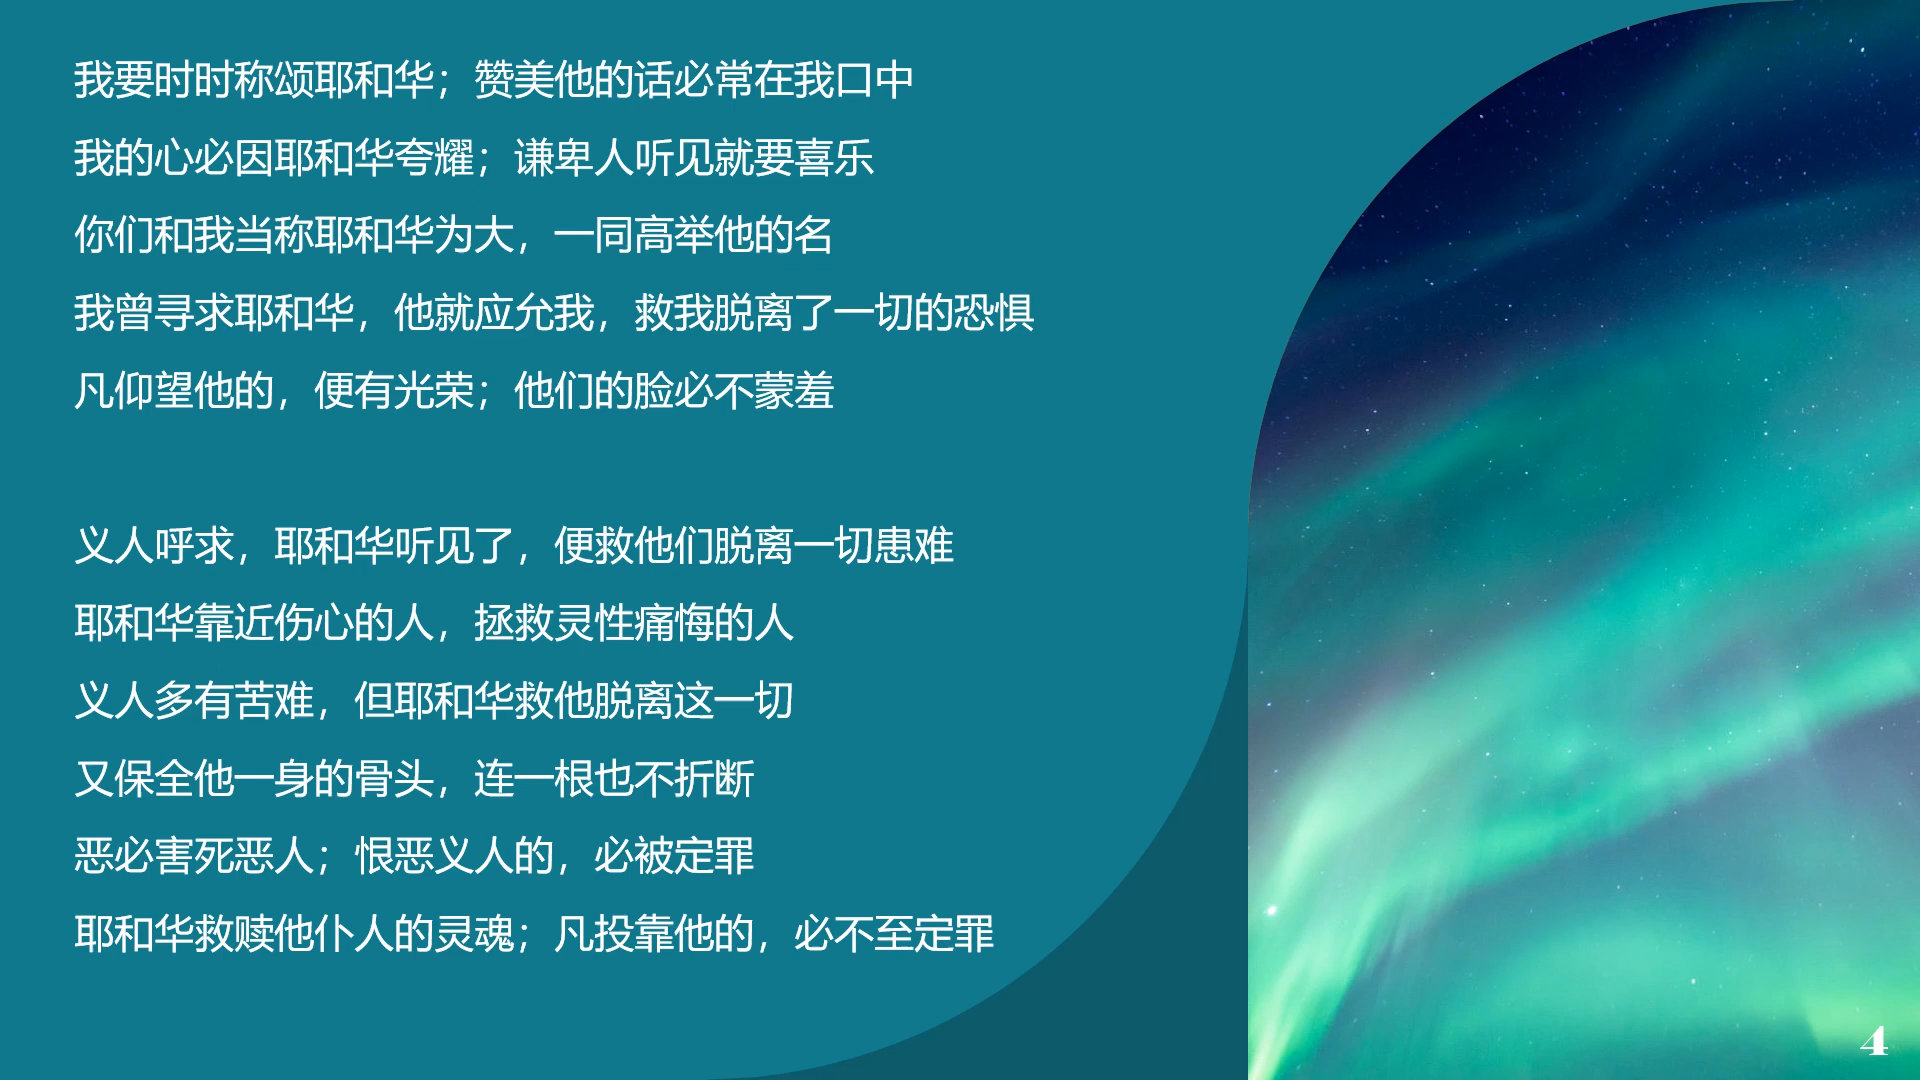 我要时时称颂耶和华；赞美他的话必常在我口中
我的心必因耶和华夸耀；谦卑人听见就要喜乐
你们和我当称耶和华为大，一同高举他的名
我曾寻求耶和华，他就应允我，救我脱离了一切的恐惧
凡仰望他的，便有光荣；他们的脸必不蒙羞
义人呼求，耶和华听见了，便救他们脱离一切患难
耶和华靠近伤心的人，拯救灵性痛悔的人
义人多有苦难，但耶和华救他脱离这一切
又保全他一身的骨头，连一根也不折断
恶必害死恶人；恨恶义人的，必被定罪
耶和华救赎他仆人的灵魂；凡投靠他的，必不至定罪
4